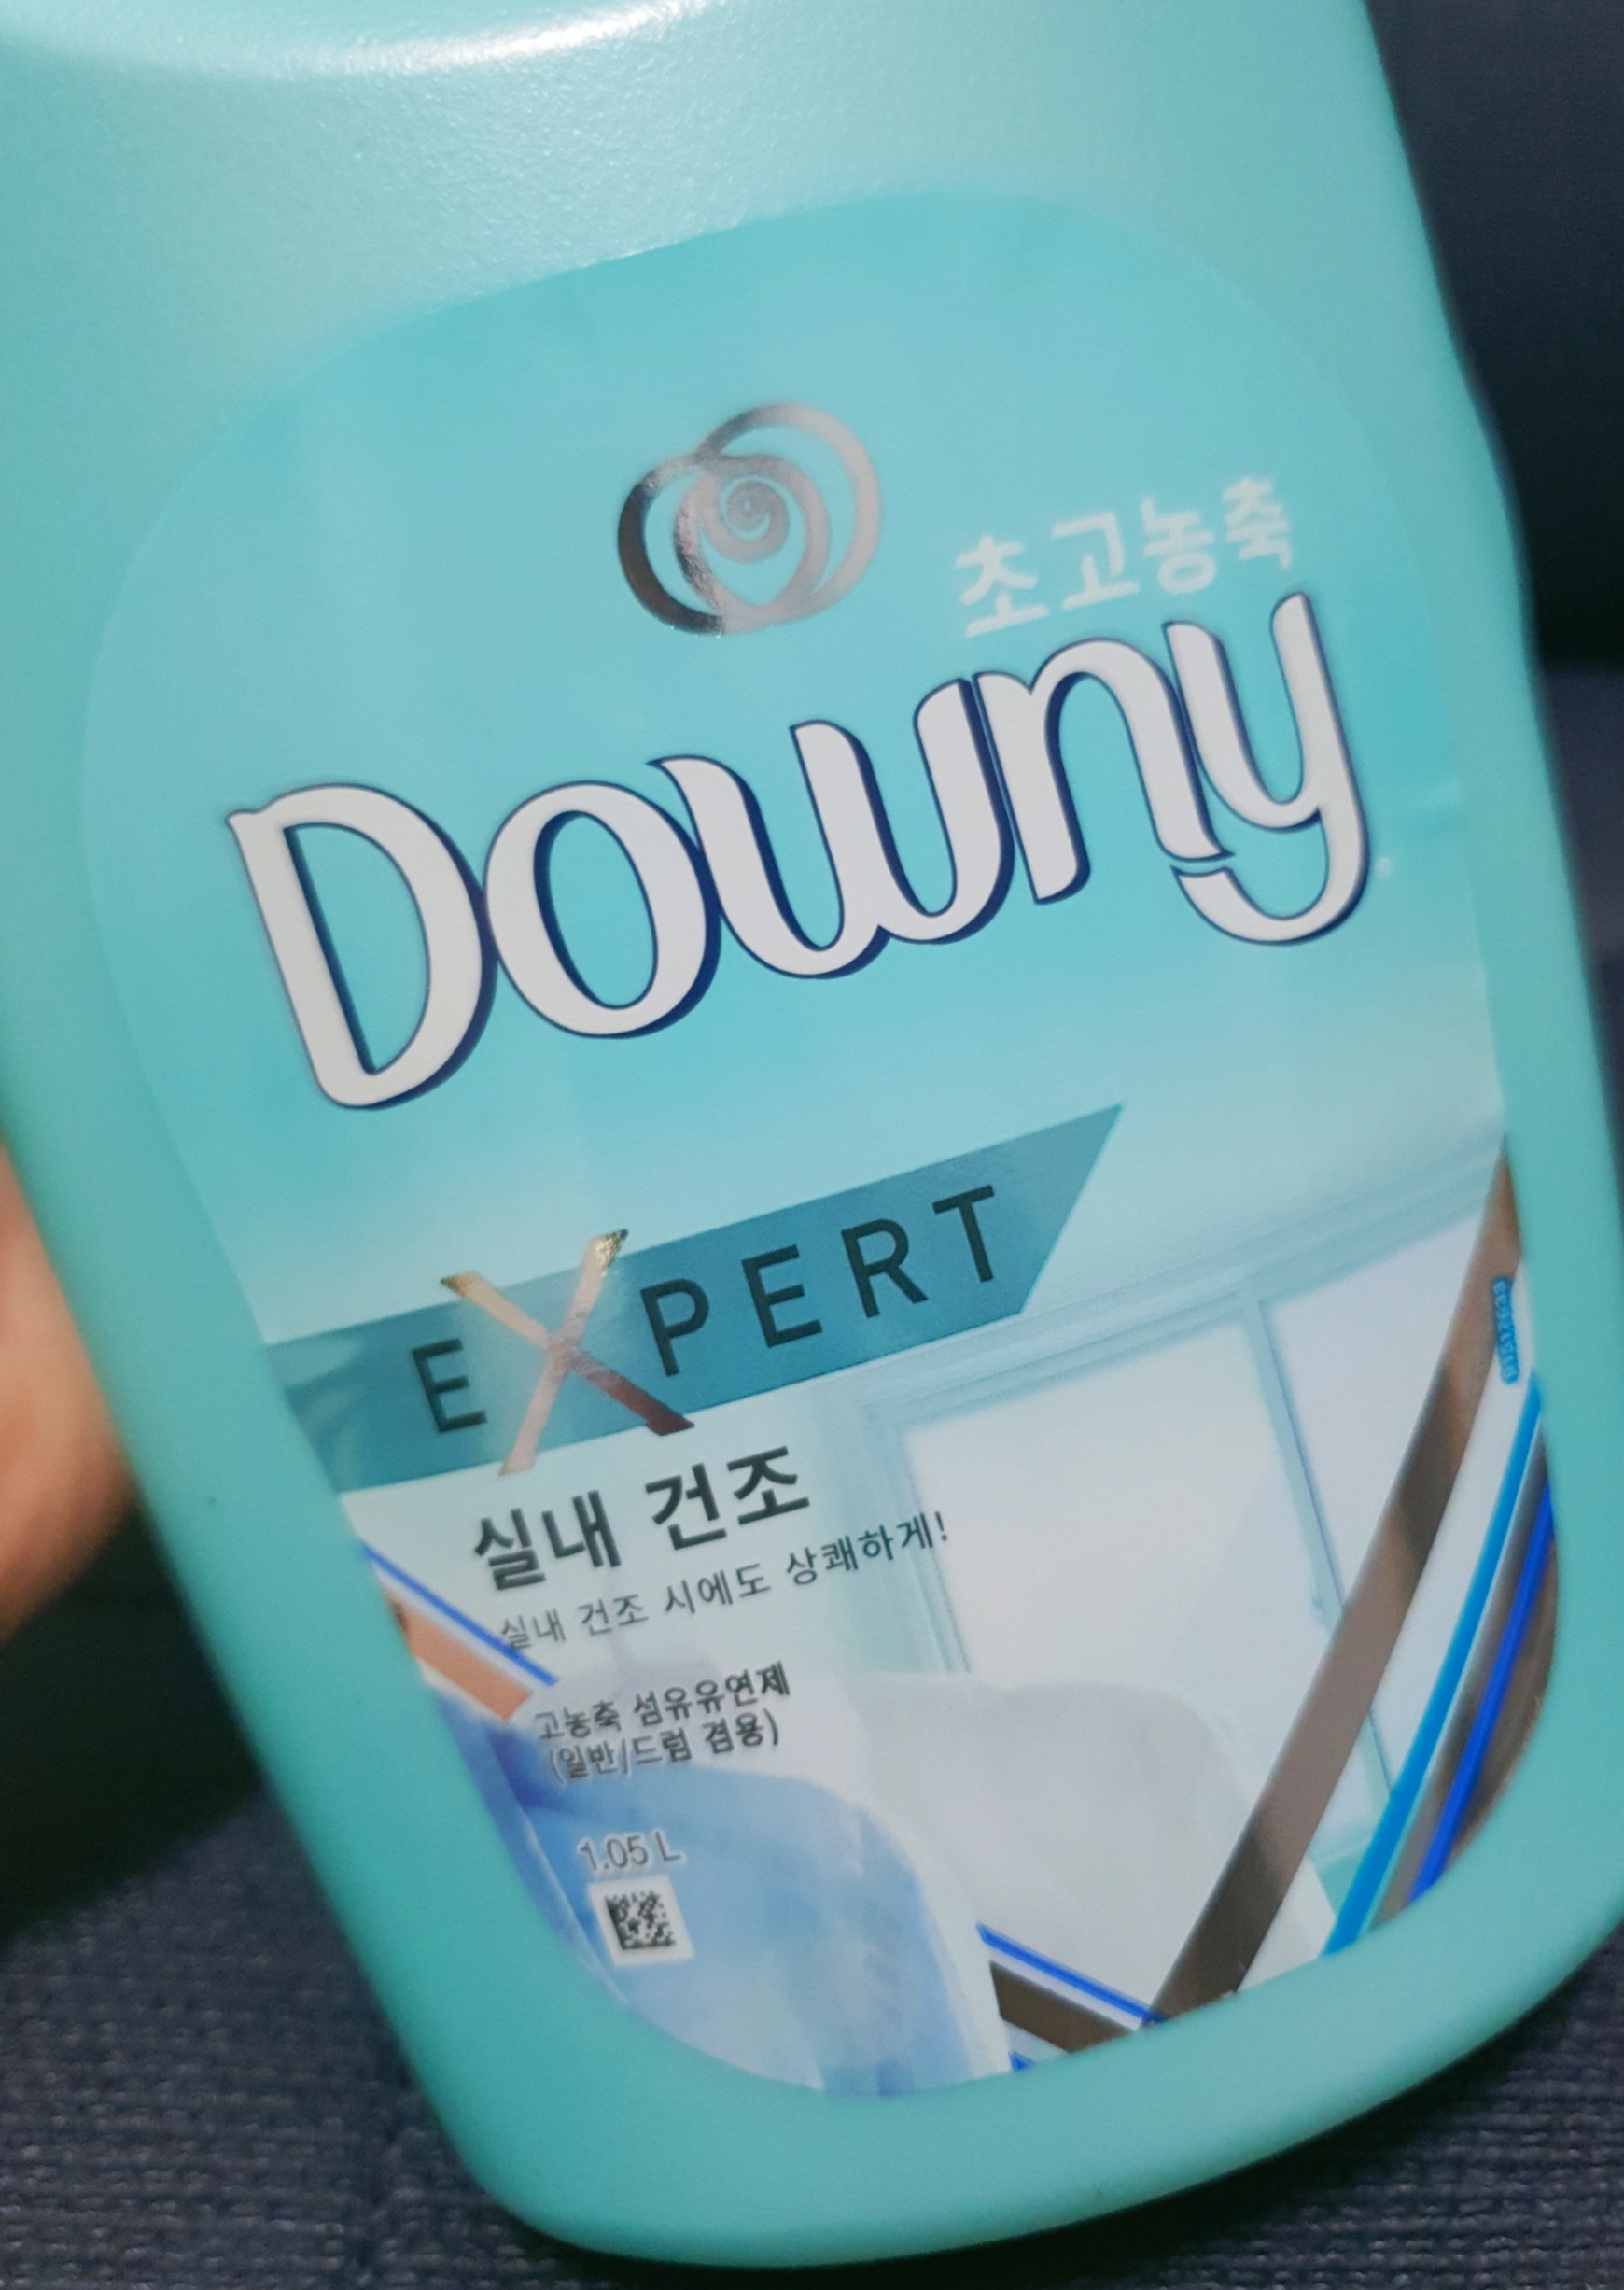 초고농축
Downy
EXPERT
실내 건조
실내 건조 시에도 상쾌하게!
고농축 섬유유연제
(일반/드럼 겸용)
1.05 L